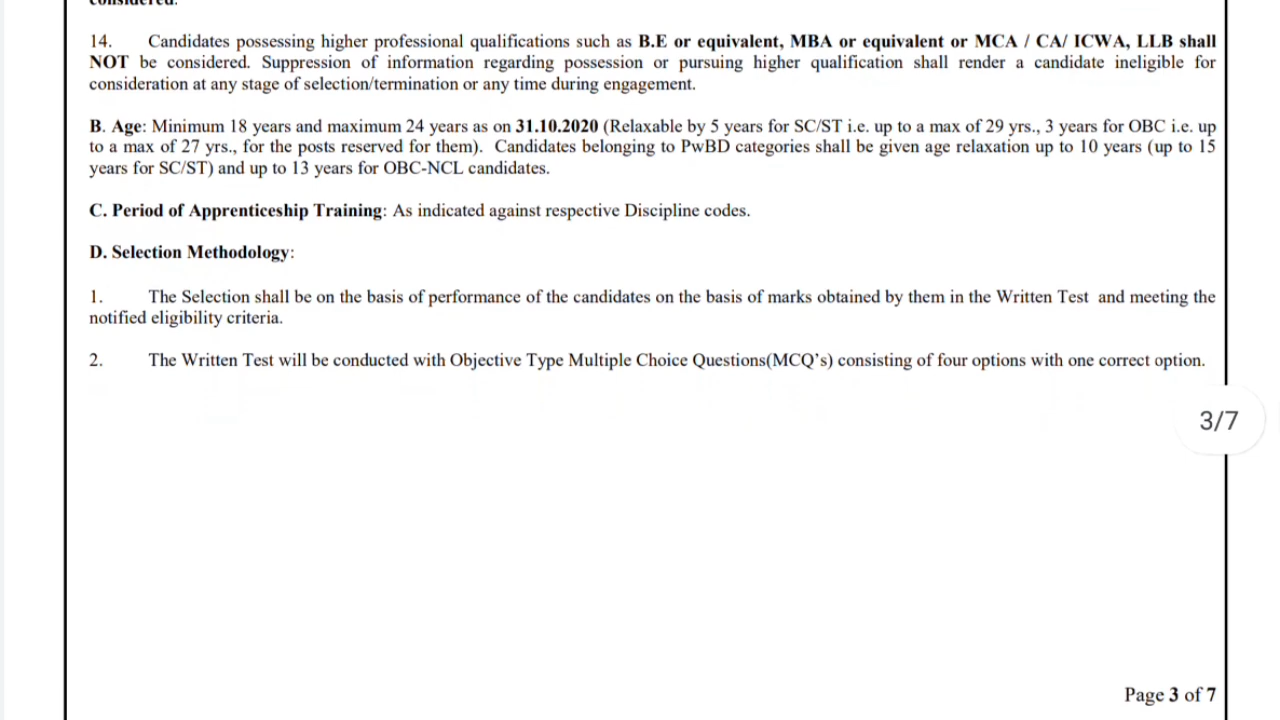 considered.
14. Candidates possessing higher professional qualifications such as B.E or equivalent, MBA or equivalent or MCA / CA/ ICWA, LLB shall
NOT be considered. Suppression of information regarding possession or pursuing higher qualification shall render a candidate ineligible for
consideration at any stage of selection/termination or any time during engagement.
B. Age: Minimum 18 years and maximum 24 years as on 31.10.2020 (Relaxable by 5 years for SC/ST i.e. up to a max of 29 yrs., 3 years for OBC i.e. up
to a max of 27 yrs., for the posts reserved for them). Candidates belonging to PwBD categories shall be given age relaxation up to 10 years (up to 15
years for SC/ST) and up to 13 years for OBC-NCL candidates.
C. Period of Apprenticeship Training: As indicated against respective Discipline codes.
D. Selection Methodology:
1. The Selection shall be on the basis of performance of the candidates on the basis of marks obtained by them in the Written Test and meeting the
notified eligibility criteria.
2. The Written Test will be conducted with Objective Type Multiple Choice Questions(MCQ's) consisting of four options with one correct option.
3/7
Page 3 of 7